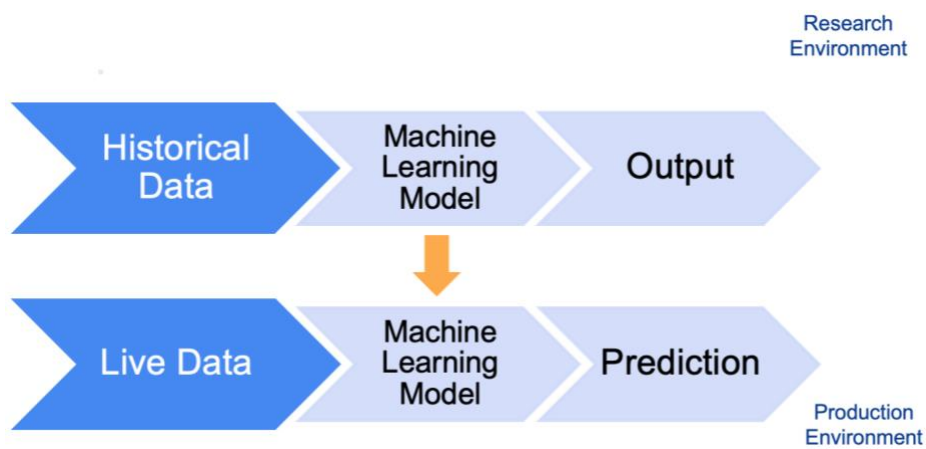 Research
Environment
Historical
Data
Machine
Learning
Model
Output
Live Data
Machine
Learning
Model
Prediction
Production
Environment